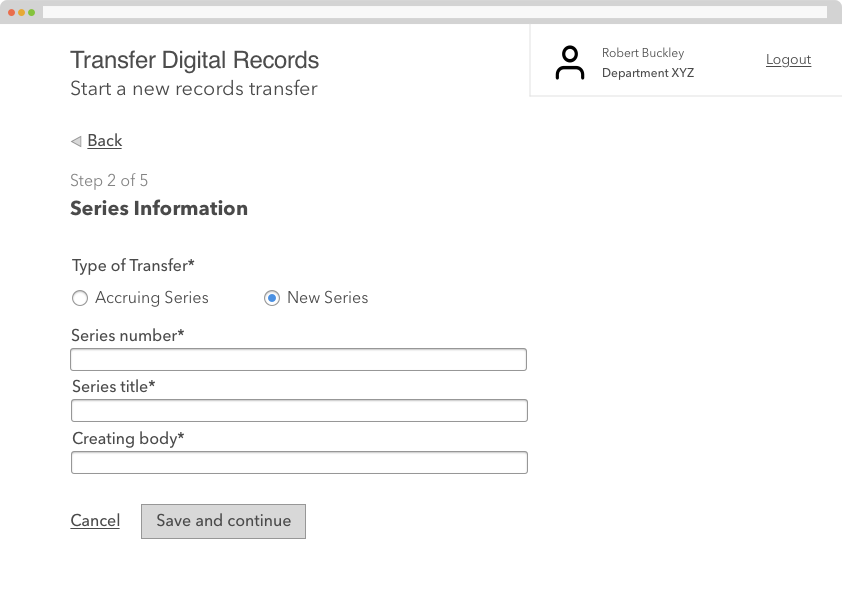 Transfer Digital Records
Start a new records transfer
Robert Buckley
Department XYZ
Logout
Back
Step 2 of 5
Series Information
Type of Transfer*
Accruing Series
New Series
Series number*
Series title*
Creating body*
Cancel
Save and continue